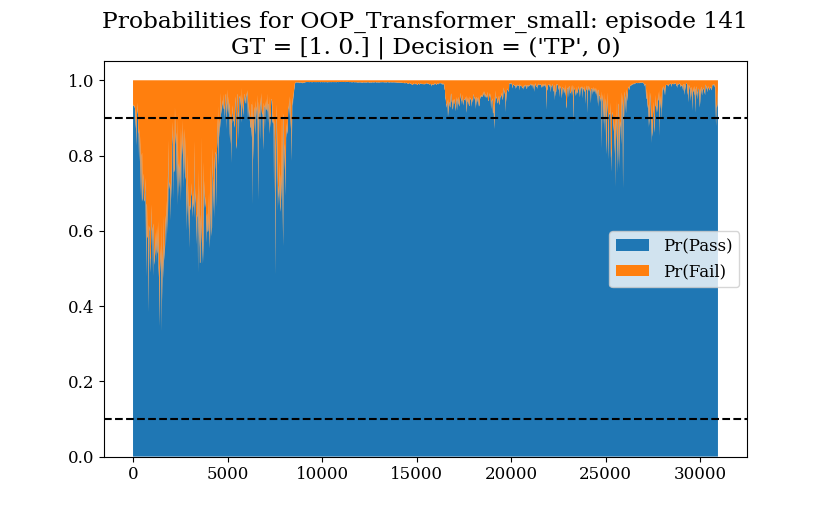 Probabilities for OOP_Transformer_small: episode 141
GT = [1. 0.] | Decision = ('TP', 0)
1.0
0.8
0.6
0.4
0.2
0.0
Pr(Pass)
Pr(Fail)
0 5000 10000 15000 20000 25000 30000